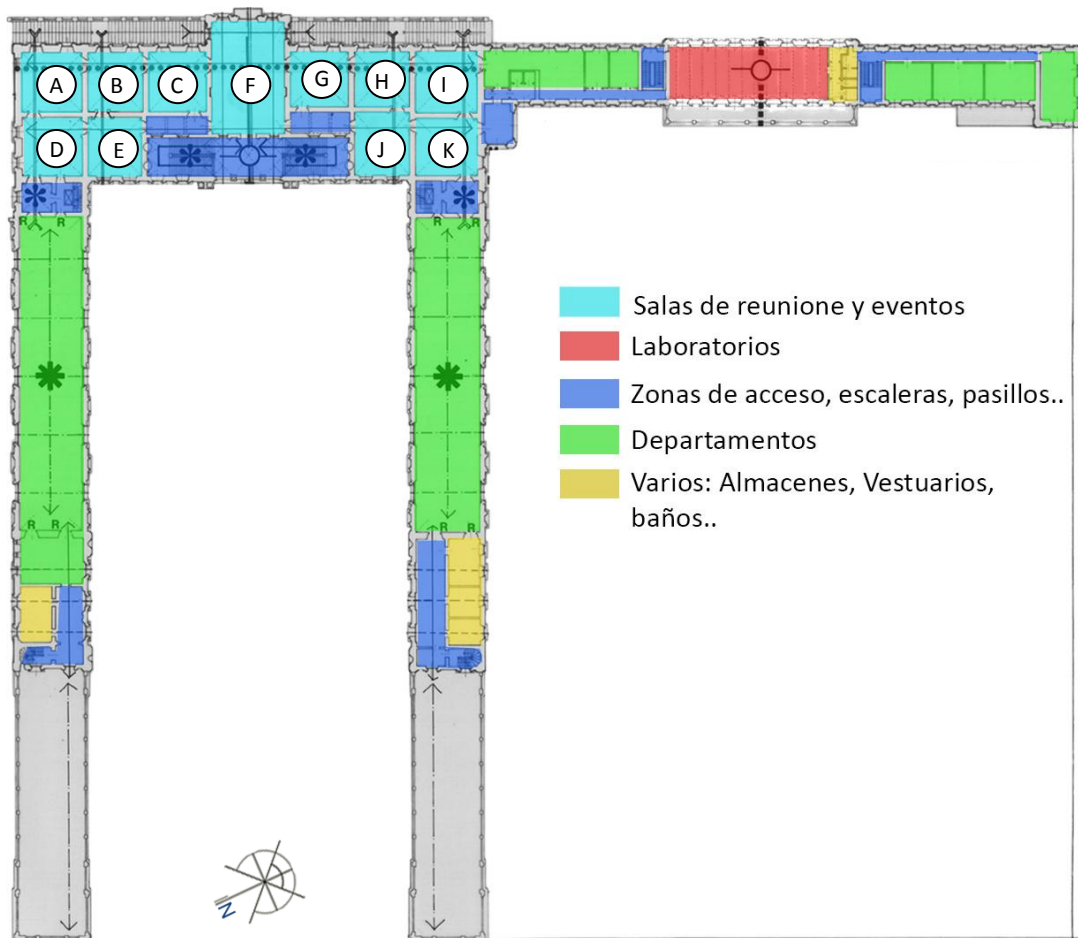 A B C F G H I
D E J K
R R R R
Salas de reunione y eventos
Laboratorios
Zonas de acceso, escaleras, pasillos..
Departamentos
Varios: Almacenes, Vestuarios,
baños..
R R R R
N